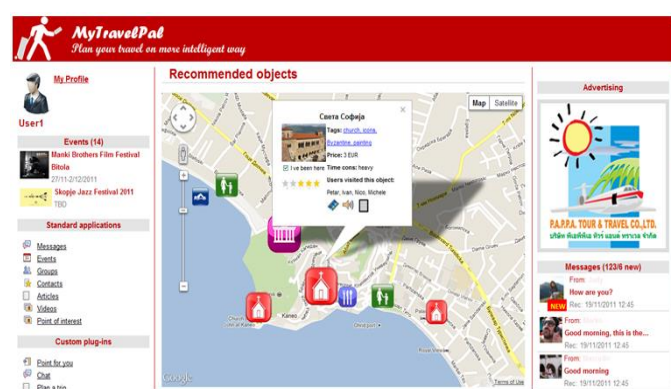 MyTravelPal
Plan your travel on more intelligent way
My Profile
User1
Events (14)
Manki Brothers Film Festival
Bitola
27/11-2/12/2011
Skopje Jazz Festival 2011
TBD
Standard applications
Messages
Events
Groups
Contacts
Articles
Videos
Point of interest
Custom plug-ins
Point for you
Chat
Plan a trip
Recommended objects
Map Satellite
Света Софија
Tags: church, icons,
Byzantine, painting
Price: 3 EUR
I've been here. Time cons: heavy
Users visited this object:
Petar, Ivan, Nico, Michele
Kaneo
Google
Terms of Use
Advertising
P.A.P.P.A. TOUR & TRAVEL CO.,LTD.
Messages (123/6 new)
From:
How are you?
NEW Rec: 19/11/2011 12:45
From:
Good morning, this is the...
Rec: 19/11/2011 12:45
From:
Good morning
Rec: 19/11/2011 12:45